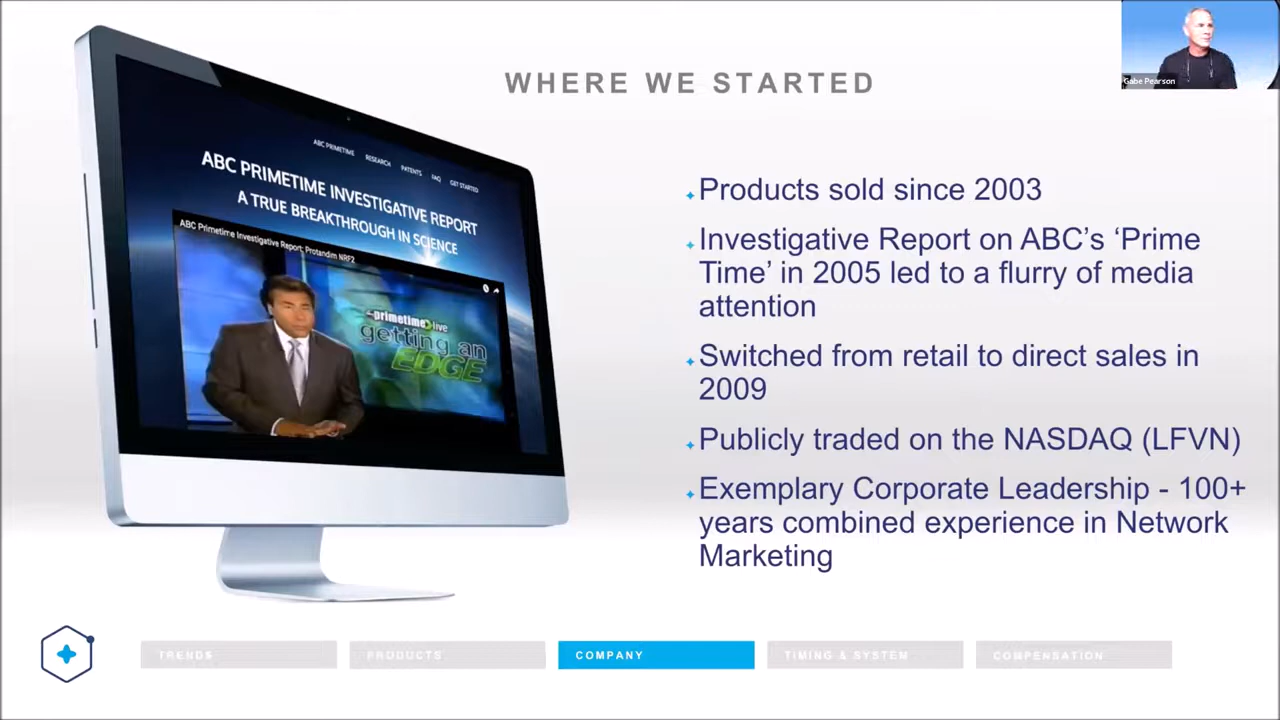 WHERE WE STARTED
Gabe Pearson
ABC PRIMETIME RESEARCH PATENTS FAQ GET STARTED
ABC PRIMETIME INVESTIGATIVE REPORT
A TRUE BREAKTHROUGH IN SCIENCE
ABC Primetime Investigative Report; Protandim NRF2
primetime live
getting an
EDGE
Products sold since 2003
Investigative Report on ABC’s ‘Prime
Time’ in 2005 led to a flurry of media
attention
Switched from retail to direct sales in
2009
Publicly traded on the NASDAQ (LFVN)
Exemplary Corporate Leadership - 100+
years combined experience in Network
Marketing
TRENDS PRODUCTS COMPANY TIMING & SYSTEM COMPENSATION